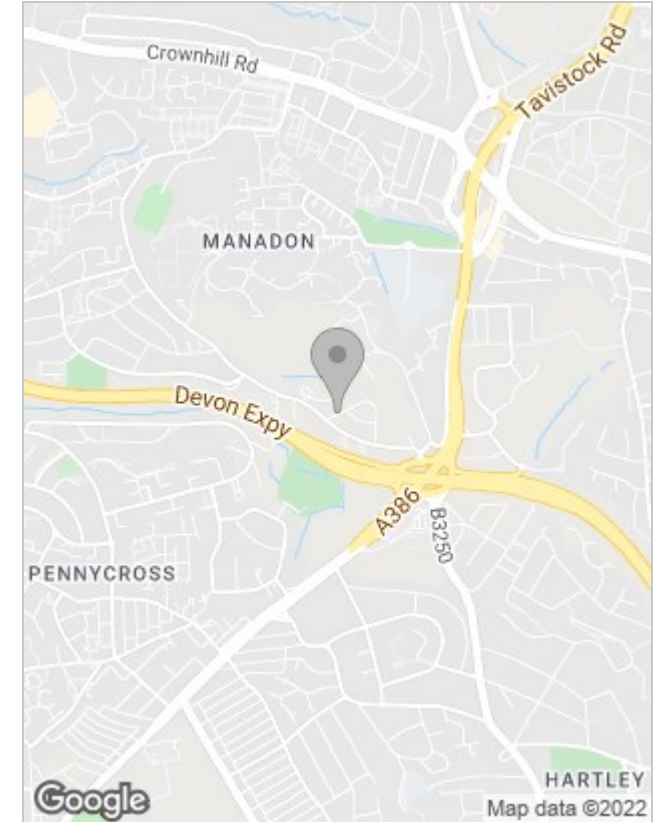 Crownhill Rd
Tavistock Rd
MANADON
Devon Expy
A386
B3250
PENNYCROSS
HARTLEY
Google
Map data ©2022